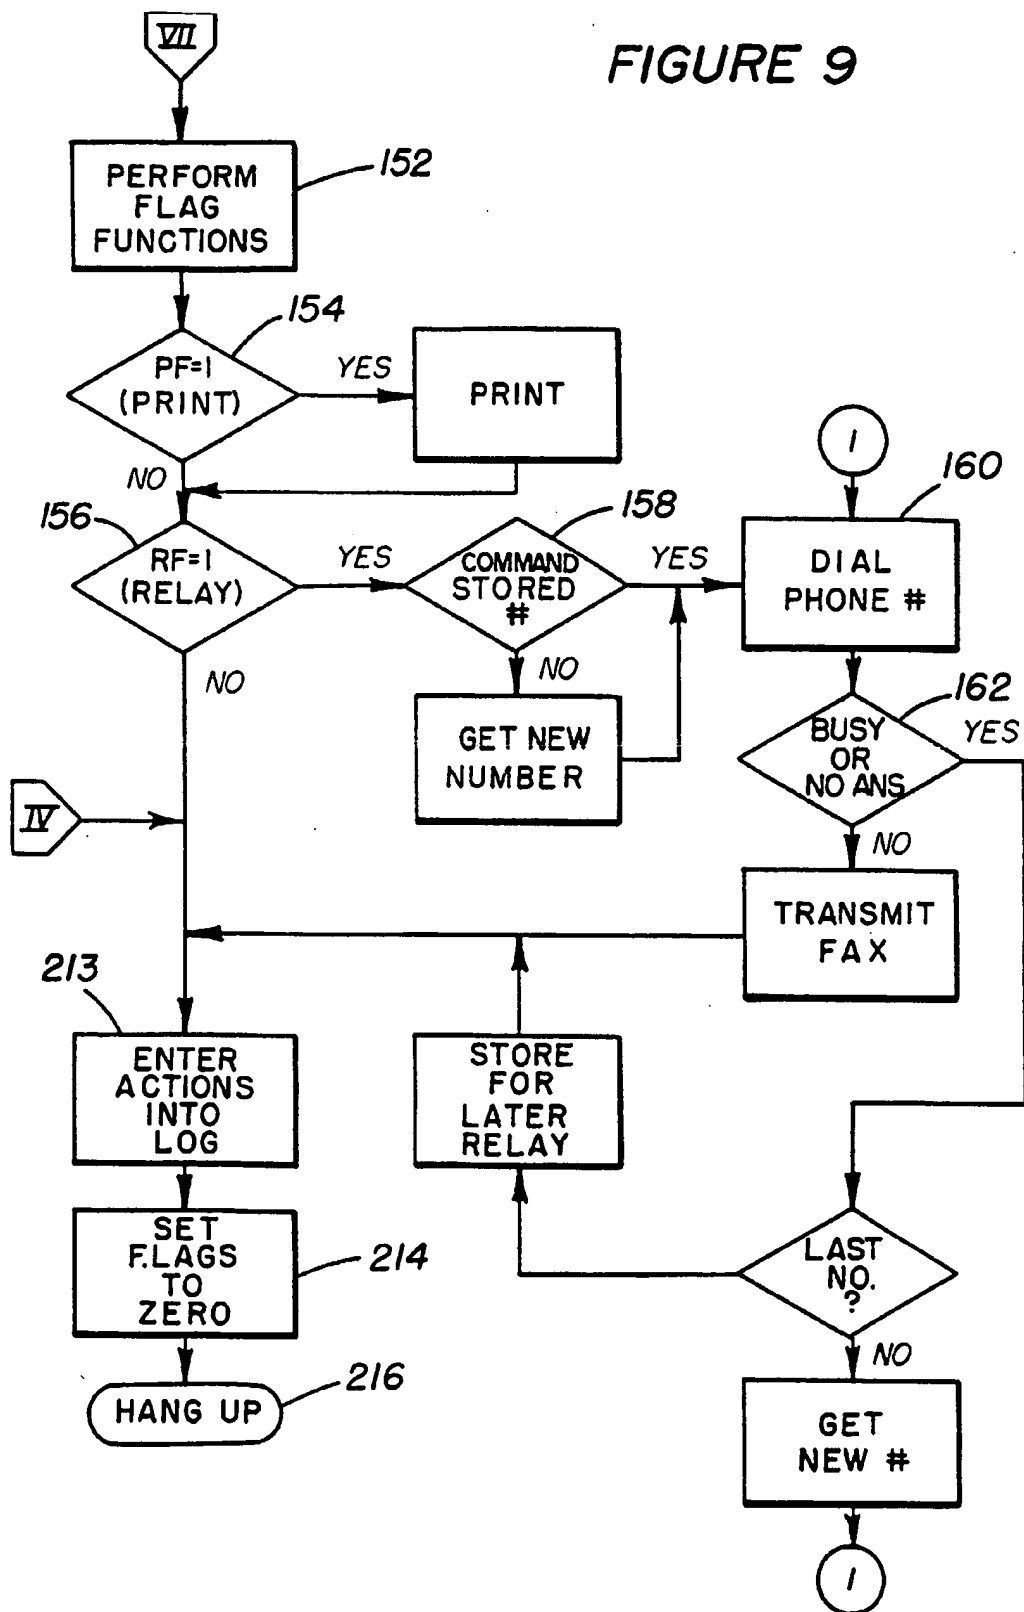 VII
FIGURE 9
PERFORM
FLAG
FUNCTIONS
152
154
PF=1
(PRINT)
YES
PRINT
NO
1
160
156
RF=1
(RELAY)
YES
158
COMMAND
STORED
#
YES
DIAL
PHONE #
NO
NO
GET NEW
NUMBER
162
BUSY
OR
NO ANS
YES
IV
NO
TRANSMIT
FAX
213
ENTER
ACTIONS
INTO
LOG
STORE
FOR
LATER
RELAY
SET
F.LAGS
TO
ZERO
214
LAST
NO.
?
NO
HANG UP
216
GET
NEW #
1